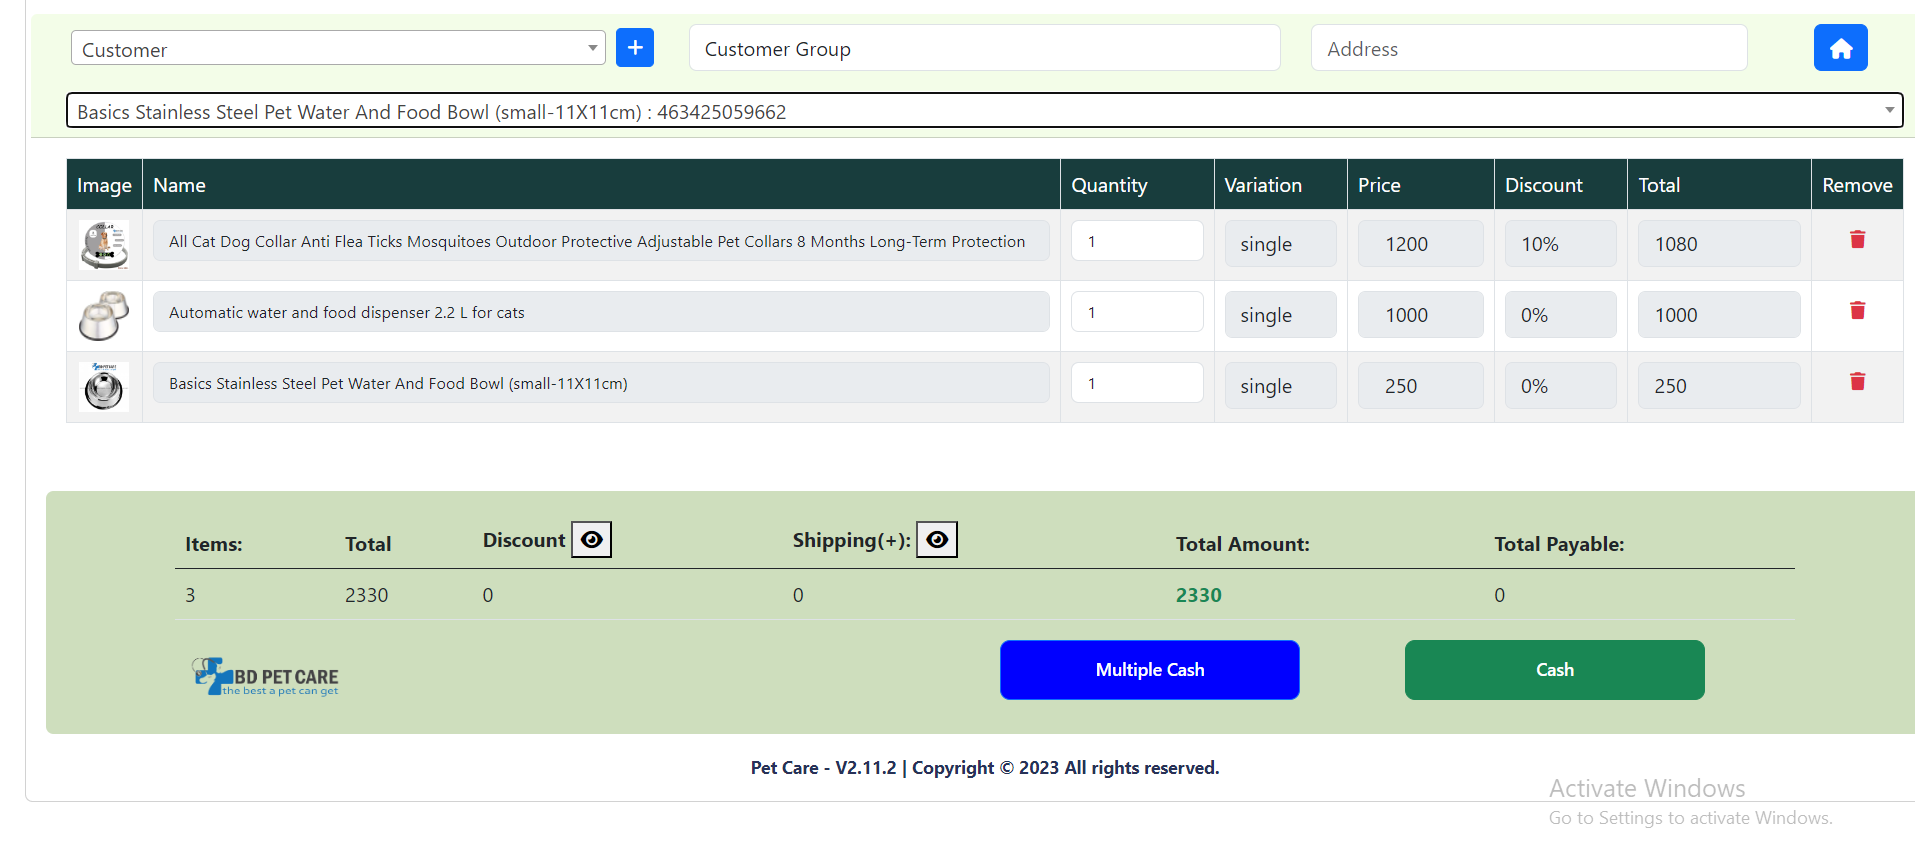 Customer
Customer Group
Address
Basics Stainless Steel Pet Water And Food Bowl (small-11X11cm) : 463425059662
Image Name Quantity Variation Price Discount Total Remove
COLLAR
All Cat Dog Collar Anti Flea Ticks Mosquitoes Outdoor Protective Adjustable Pet Collars 8 Months Long-Term Protection 1 single 1200 10% 1080
Automatic water and food dispenser 2.2 L for cats 1 single 1000 0% 1000
Basics Stainless Steel Pet Water And Food Bowl (small-11X11cm) 1 single 250 0% 250
Items: Total Discount Shipping(+): Total Amount: Total Payable:
3 2330 0 0 2330 0
BD PET CARE
the best a pet can get
Multiple Cash
Cash
Pet Care - V2.11.2 | Copyright © 2023 All rights reserved.
Activate Windows
Go to Settings to activate Windows.